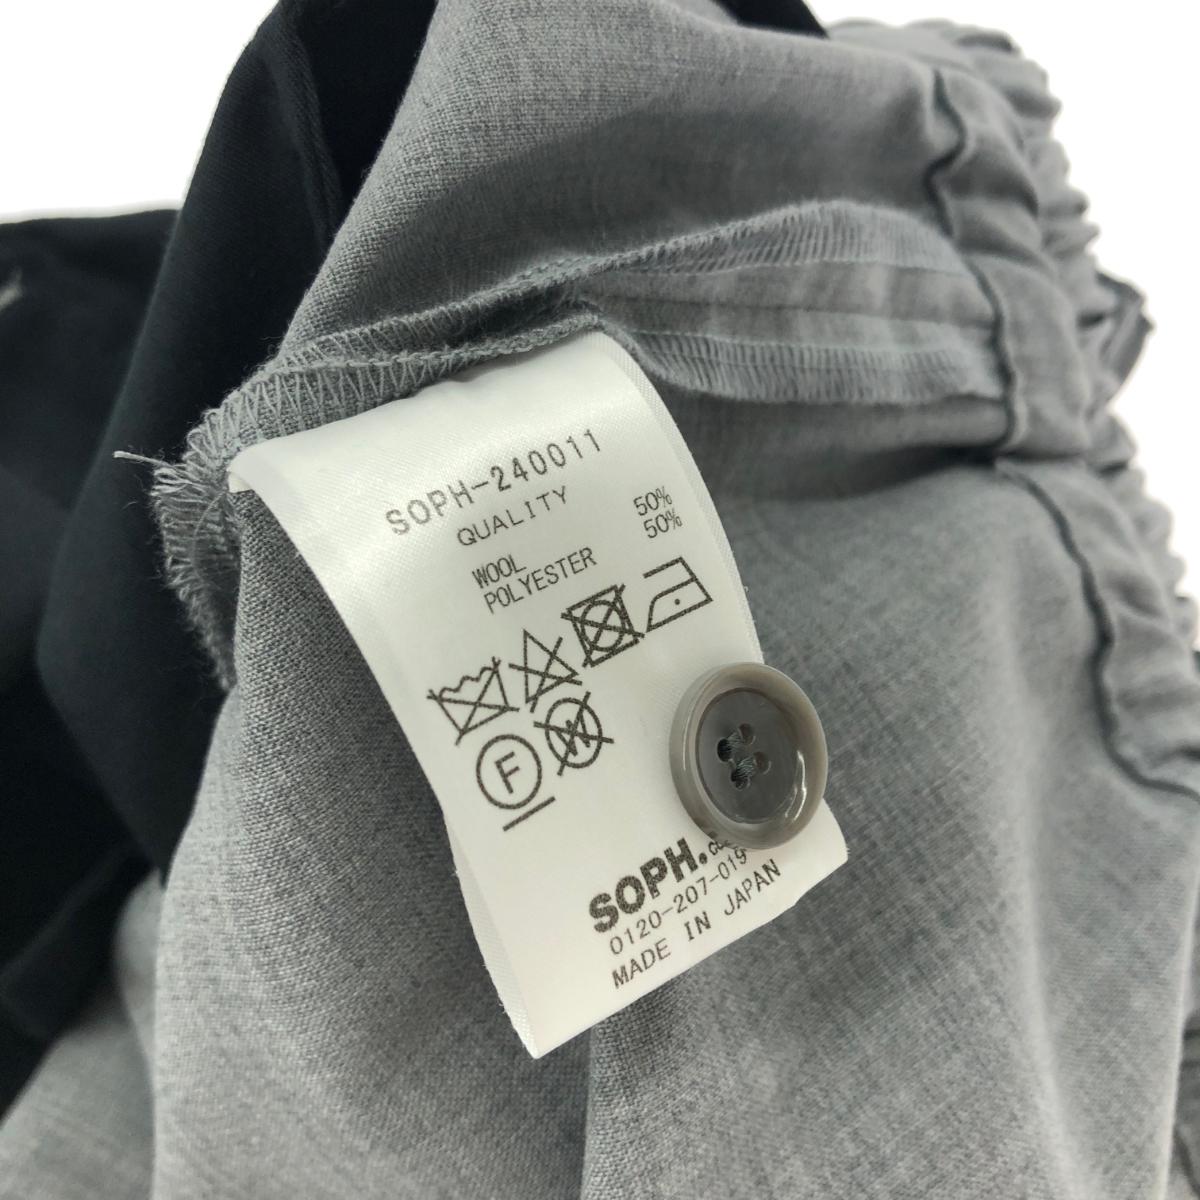 SOPH-240011
QUALITY
WOOL 50%
POLYESTER 50%
F
W
SOPH.
0120-207-019
MADE IN JAPAN